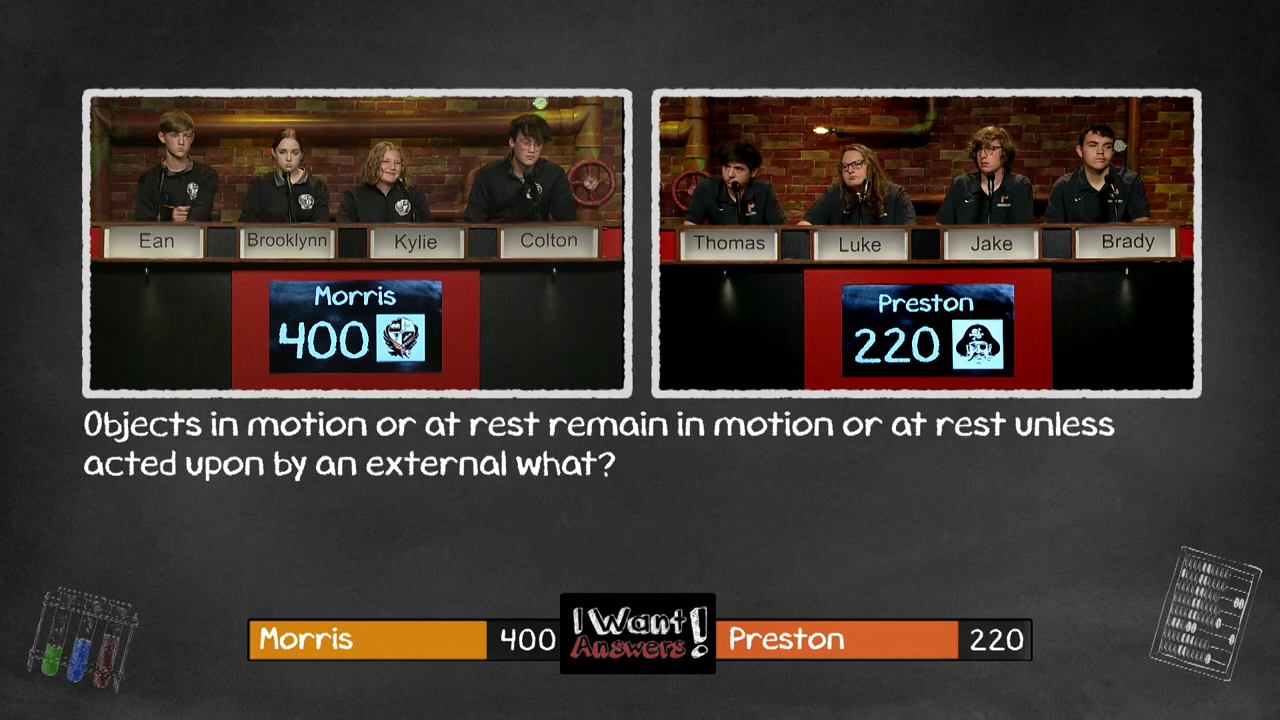 Ean
Brooklynn
Kylie
Colton
Thomas
Luke
Jake
Brady
Morris
400
Preston
220
Objects in motion or at rest remain in motion or at rest unless
acted upon by an external what?
Morris 400
I Want
Answers!
Preston 220